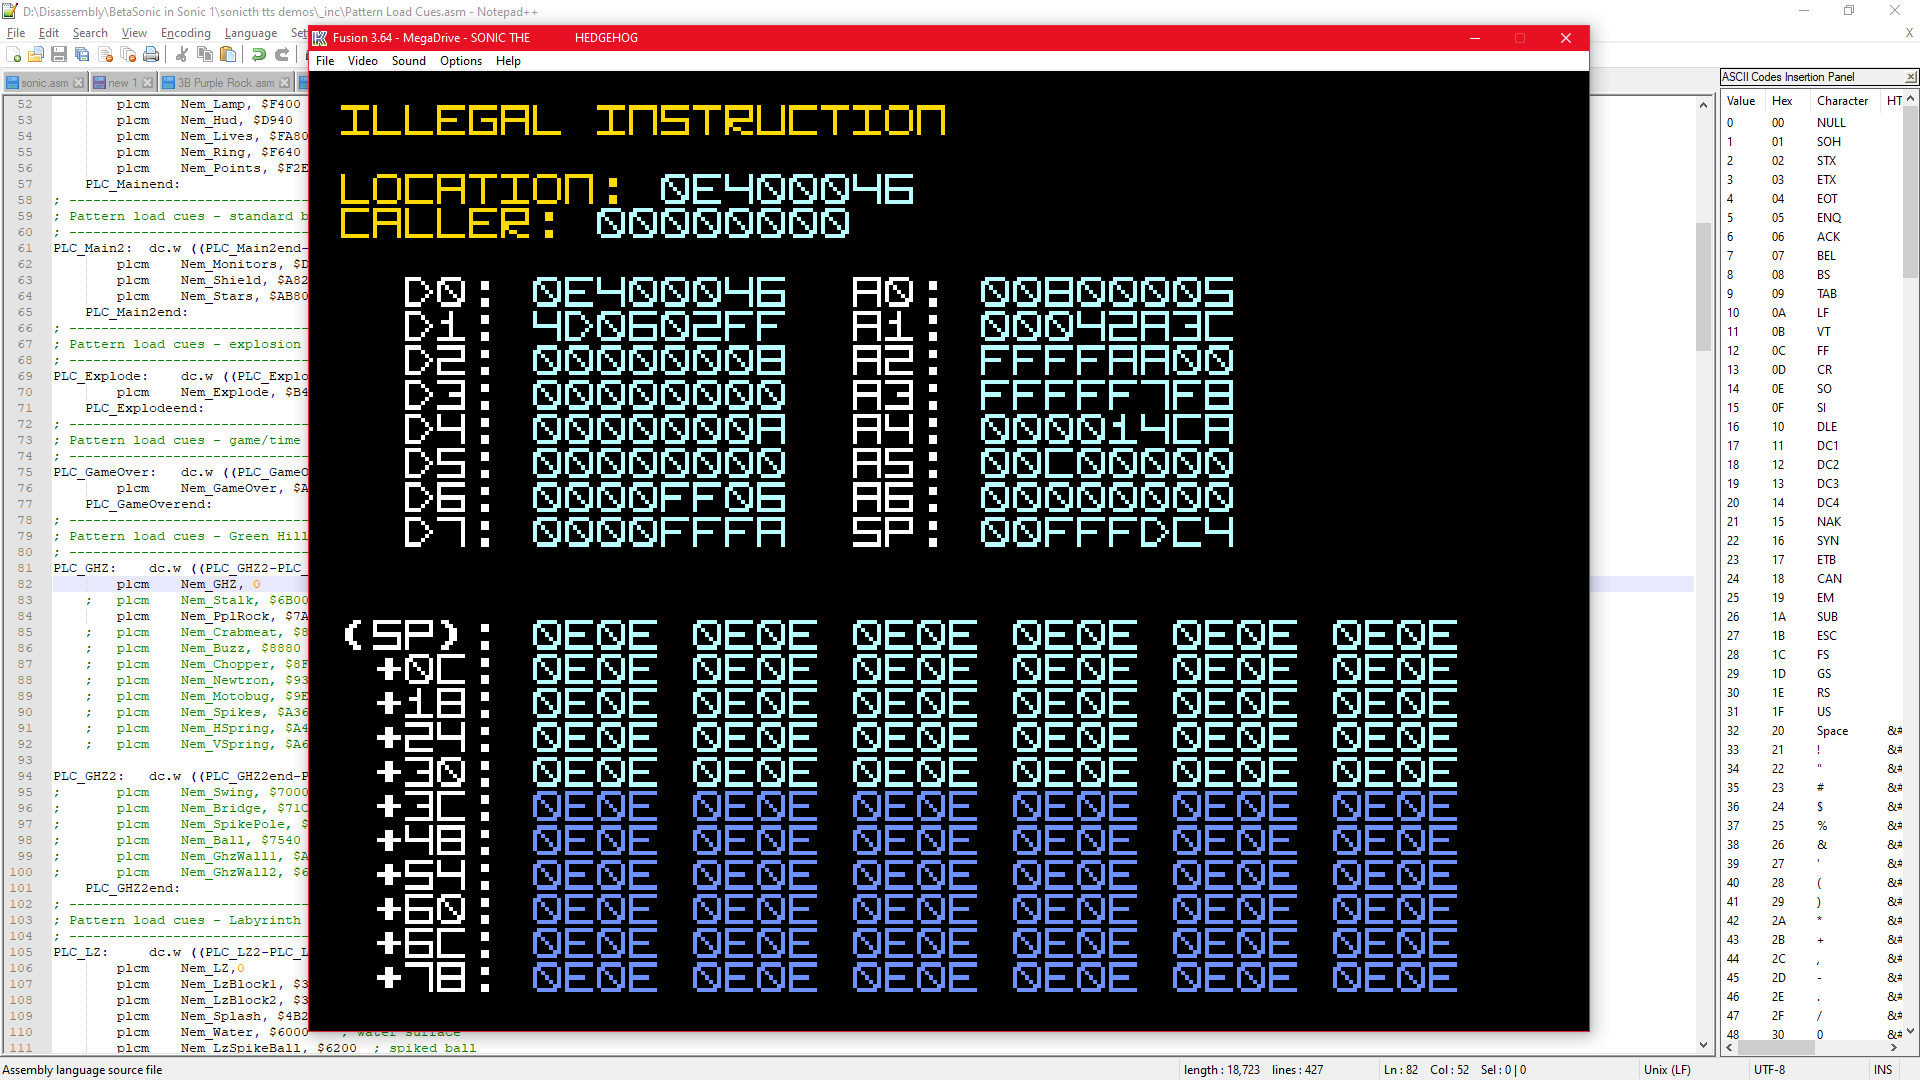 D:\Disassembly\BetaSonic in Sonic 1\sonicth tts demos\_inc\Pattern Load Cues.asm - Notepad++
File Edit Search View Encoding Language Set
X
sonic.asm new 1 3B Purple Rock.asm
52 plcm Nem_Lamp, $F400
53 plcm Nem_Hud, $D940
54 plcm Nem_Lives, $FA80
55 plcm Nem_Ring, $F640
56 plcm Nem_Points, $F2E
57 PLC_Mainend:
58 ; ------------------------------
59 ; Pattern load cues - standard b
60 ; ------------------------------
61 PLC_Main2: dc.w ((PLC_Main2end-
62 plcm Nem_Monitors, $D
63 plcm Nem_Shield, $A82
64 plcm Nem_Stars, $AB80
65 PLC_Main2end:
66 ; ------------------------------
67 ; Pattern load cues - explosion
68 ; ------------------------------
69 PLC_Explode: dc.w ((PLC_Explo
70 plcm Nem_Explode, $B4
71 PLC_Explodeend:
72 ; ------------------------------
73 ; Pattern load cues - game/time
74 ; ------------------------------
75 PLC_GameOver: dc.w ((PLC_GameO
76 plcm Nem_GameOver, $A
77 PLC_GameOverend:
78 ; ------------------------------
79 ; Pattern load cues - Green Hill
80 ; ------------------------------
81 PLC_GHZ: dc.w ((PLC_GHZ2-PLC_
82 plcm Nem_GHZ, 0
83 ; plcm Nem_Stalk, $6B00
84 plcm Nem_PplRock, $7A
85 ; plcm Nem_Crabmeat, $8
86 ; plcm Nem_Buzz, $8880
87 ; plcm Nem_Chopper, $8F
88 ; plcm Nem_Newtron, $93
89 ; plcm Nem_Motobug, $9E
90 ; plcm Nem_Spikes, $A36
91 ; plcm Nem_HSpring, $A4
92 ; plcm Nem_VSpring, $A6
93
94 PLC_GHZ2: dc.w ((PLC_GHZ2end-P
95 ; plcm Nem_Swing, $7000
96 ; plcm Nem_Bridge, $71C
97 ; plcm Nem_SpikePole, $
98 ; plcm Nem_Ball, $7540
99 ; plcm Nem_GhzWall1, $A
100 ; plcm Nem_GhzWall2, $6
101 PLC_GHZ2end:
102 ; ------------------------------
103 ; Pattern load cues - Labyrinth
104 ; ------------------------------
105 PLC_LZ: dc.w ((PLC_LZ2-PLC_L
106 plcm Nem_LZ,0
107 plcm Nem_LzBlock1, $3
108 plcm Nem_LzBlock2, $3
109 plcm Nem_Splash, $4B2
110 plcm Nem_Water, $6000 ; water surface
111 plcm Nem_LzSpikeBall, $6200 ; spiked ball
Fusion 3.64 - MegaDrive - SONIC THE HEDGEHOG
File Video Sound Options Help
ILLEGAL INSTRUCTION
LOCATION: 0E400046
CALLER: 00000000
D0: 0E400046 A0: 00800005
D1: 4D0602FF A1: 00042A3C
D2: 00000008 A2: FFFFAA00
D3: 00000000 A3: FFFFF7F8
D4: 0000000A A4: 000014CA
D5: 00000000 A5: 00C00000
D6: 0000FF06 A6: 00000000
D7: 0000FFFA SP: 00FFFDC4
(SP): 0E0E 0E0E 0E0E 0E0E 0E0E 0E0E
+0C: 0E0E 0E0E 0E0E 0E0E 0E0E 0E0E
+18: 0E0E 0E0E 0E0E 0E0E 0E0E 0E0E
+24: 0E0E 0E0E 0E0E 0E0E 0E0E 0E0E
+30: 0E0E 0E0E 0E0E 0E0E 0E0E 0E0E
+3C: 0E0E 0E0E 0E0E 0E0E 0E0E 0E0E
+48: 0E0E 0E0E 0E0E 0E0E 0E0E 0E0E
+54: 0E0E 0E0E 0E0E 0E0E 0E0E 0E0E
+60: 0E0E 0E0E 0E0E 0E0E 0E0E 0E0E
+6C: 0E0E 0E0E 0E0E 0E0E 0E0E 0E0E
+78: 0E0E 0E0E 0E0E 0E0E 0E0E 0E0E
ASCII Codes Insertion Panel
Value Hex Character HT
0 00 NULL
1 01 SOH
2 02 STX
3 03 ETX
4 04 EOT
5 05 ENQ
6 06 ACK
7 07 BEL
8 08 BS
9 09 TAB
10 0A LF
11 0B VT
12 0C FF
13 0D CR
14 0E SO
15 0F SI
16 10 DLE
17 11 DC1
18 12 DC2
19 13 DC3
20 14 DC4
21 15 NAK
22 16 SYN
23 17 ETB
24 18 CAN
25 19 EM
26 1A SUB
27 1B ESC
28 1C FS
29 1D GS
30 1E RS
31 1F US
32 20 Space &#
33 21 ! &#
34 22 " &#
35 23 # &#
36 24 $ &#
37 25 % &#
38 26 & &#
39 27 ' &#
40 28 ( &#
41 29 ) &#
42 2A * &#
43 2B + &#
44 2C , &#
45 2D - &#
46 2E . &#
47 2F / &#
48 30 0 &#
Assembly language source file length : 18,723 lines : 427 Ln : 82 Col : 52 Sel : 0 | 0 Unix (LF) UTF-8 INS